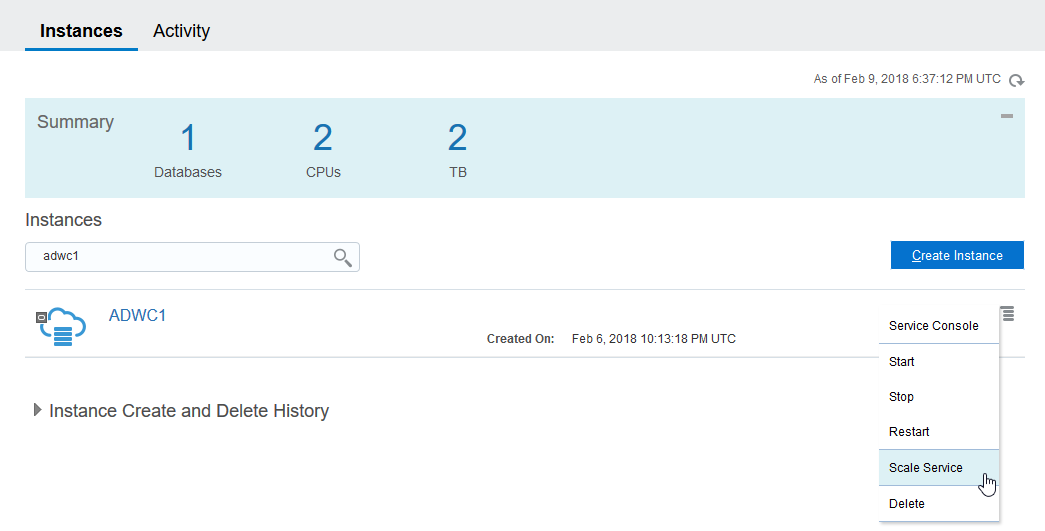 Instances Activity
As of Feb 9, 2018 6:37:12 PM UTC
Summary
1 2 2
Databases CPUs TB
Instances
adwc1
Create Instance
ADWC1
Created On: Feb 6, 2018 10:13:18 PM UTC
Service Console
Start
Stop
Restart
Scale Service
Delete
Instance Create and Delete History